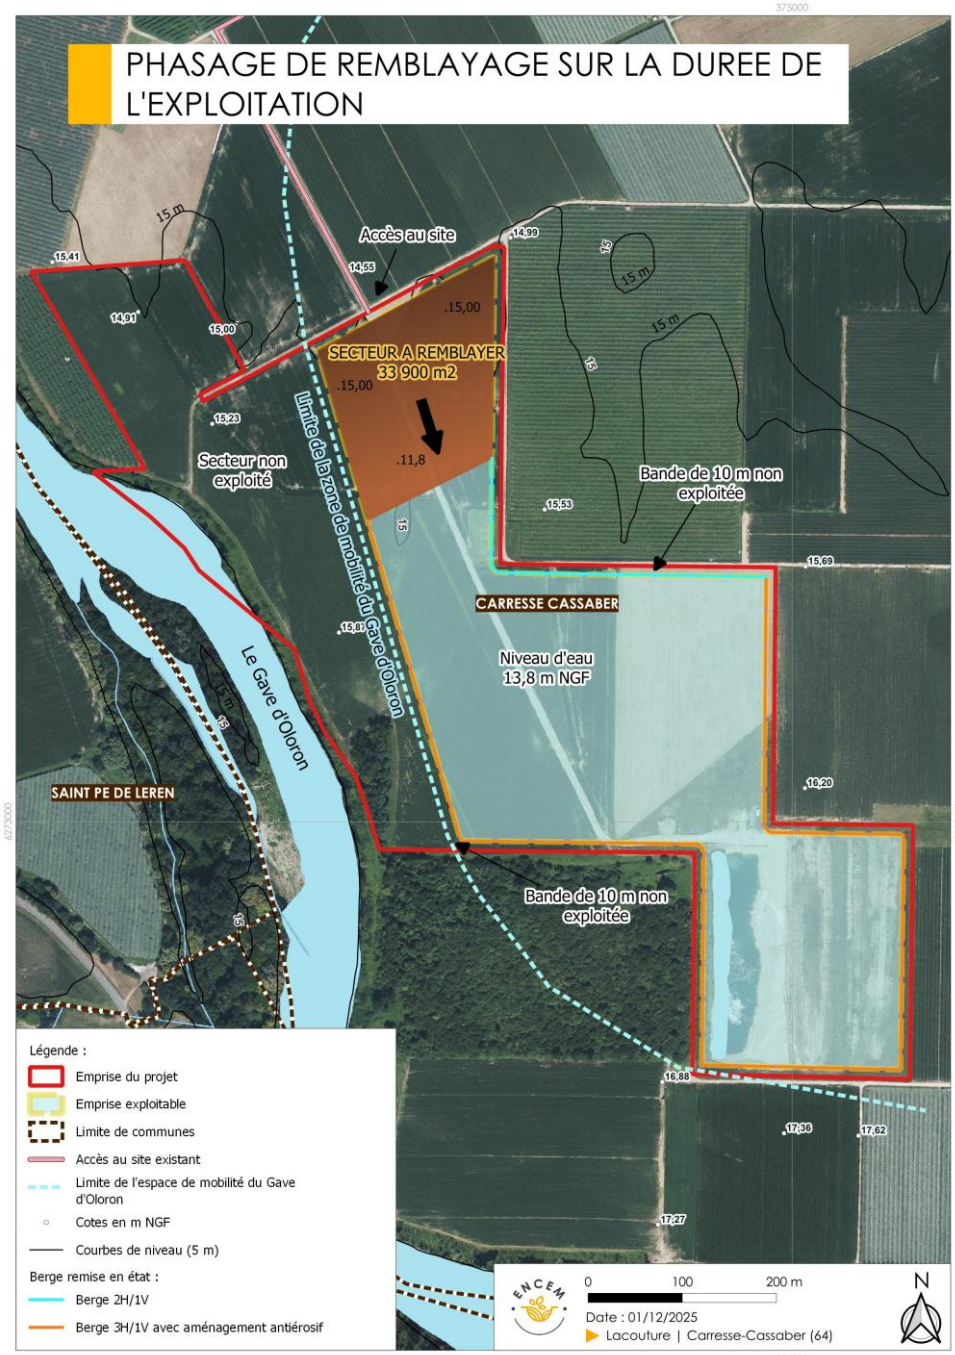 375000
PHASAGE DE REMBLAYAGE SUR LA DUREE DE
L'EXPLOITATION
15 m
Accès au site
14,99
15
15,41
14,55
15 m
14,91
15,00
.15,00
15 m
SECTEUR A REMBLAYER
33 900 m2
15
.15,00
15,23
Limite de la zone de mobilité du Gave d'Oloron
Secteur non
exploité
.11,8
Bande de 10 m non
exploitée
15,53
15
15,69
CARRESSE CASSABER
15,87
Niveau d'eau
13,8 m NGF
Le Gave d'Oloron
15 m
15
16,20
SAINT PE DE LEREN
6273000
Bande de 10 m non
exploitée
15
16,88
17,36
17,62
17,27
Légende :
Emprise du projet
Emprise exploitable
Limite de communes
Accès au site existant
Limite de l'espace de mobilité du Gave
d'Oloron
Cotes en m NGF
Courbes de niveau (5 m)
Berge remise en état :
Berge 2H/1V
Berge 3H/1V avec aménagement antiérosif
ENCEM
0 100 200 m
Date : 01/12/2025
Lacouture | Carresse-Cassaber (64)
N